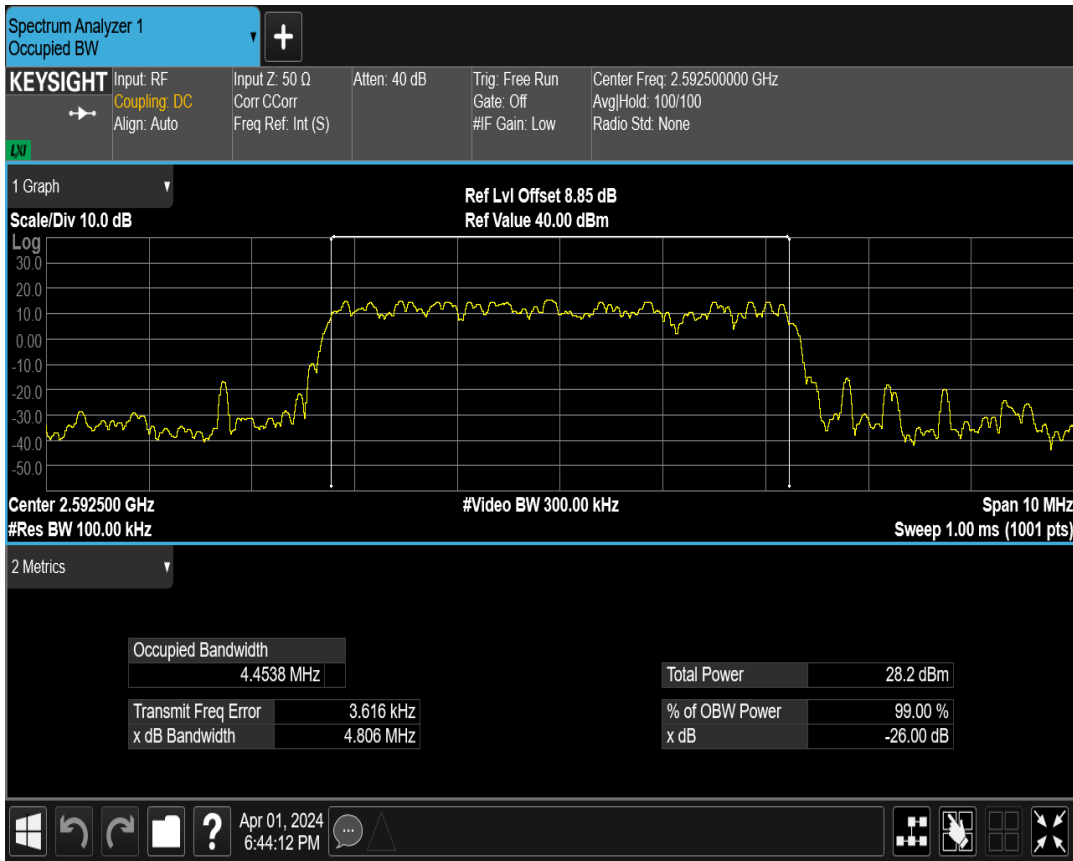 Spectrum Analyzer 1
Occupied BW
+
KEYSIGHT
LXI
Input: RF
Coupling: DC
Align: Auto
Input Z: 50 Ω
Corr CCorr
Freq Ref: Int (S)
Atten: 40 dB
Trig: Free Run
Gate: Off
#IF Gain: Low
Center Freq: 2.592500000 GHz
Avg|Hold: 100/100
Radio Std: None
1 Graph
Scale/Div 10.0 dB
Ref Lvl Offset 8.85 dB
Ref Value 40.00 dBm
Log
30.0
20.0
10.0
0.00
-10.0
-20.0
-30.0
-40.0
-50.0
Center 2.592500 GHz
#Video BW 300.00 kHz
Span 10 MHz
#Res BW 100.00 kHz
Sweep 1.00 ms (1001 pts)
2 Metrics
Occupied Bandwidth
4.4538 MHz
Total Power 28.2 dBm
Transmit Freq Error 3.616 kHz
% of OBW Power 99.00 %
x dB Bandwidth 4.806 MHz
x dB -26.00 dB
?
Apr 01, 2024
6:44:12 PM